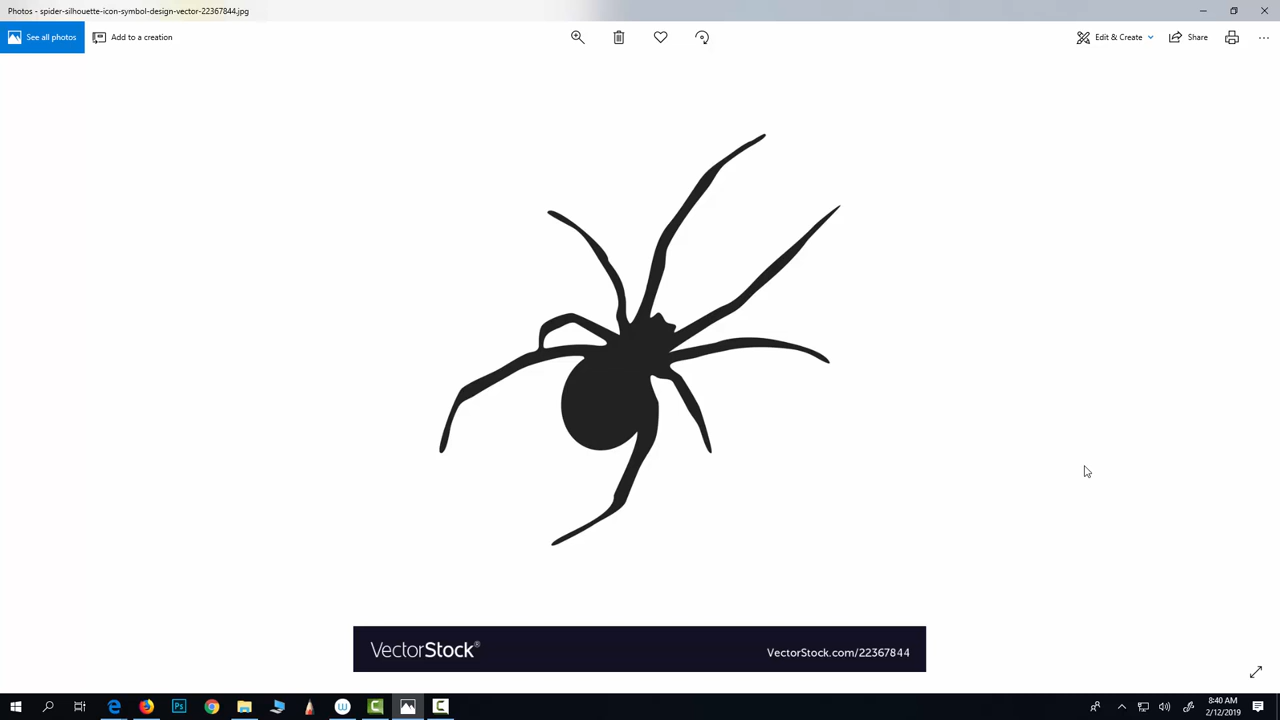 Photos - spider-silhouette-icon-symbol-design-vector-22367844.jpg
See all photos
Add to a creation
Edit & Create
Share
VectorStock®
VectorStock.com/22367844
Ps
W
C
C
8:40 AM
2/12/2019